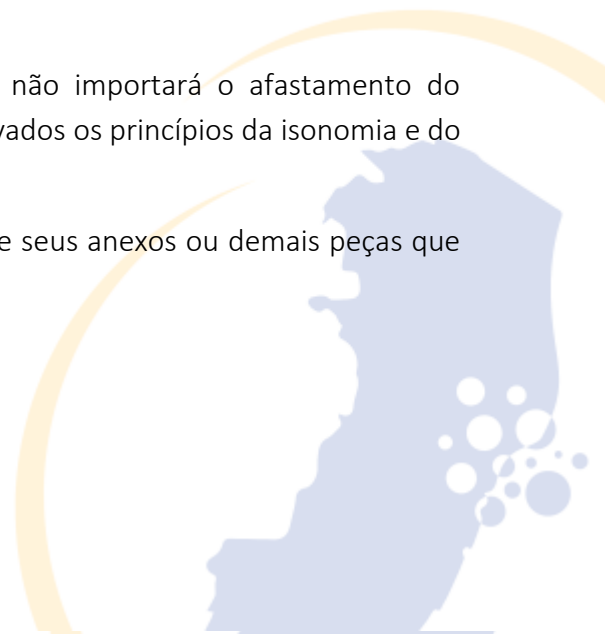 não importará o afastamento do
vados os princípios da isonomia e do
e seus anexos ou demais peças que